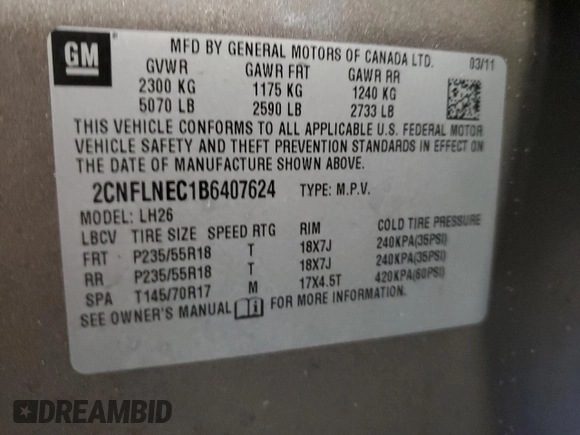 GM
MFD BY GENERAL MOTORS OF CANADA LTD. 03/11
GVWR GAWR FRT GAWR RR
2300 KG 1175 KG 1240 KG
5070 LB 2590 LB 2733 LB
THIS VEHICLE CONFORMS TO ALL APPLICABLE U.S. FEDERAL MOTOR
VEHICLE SAFETY AND THEFT PREVENTION STANDARDS IN EFFECT ON
THE DATE OF MANUFACTURE SHOWN ABOVE.
2CNFLNEC1B6407624 TYPE: M.P.V.
MODEL: LH26
LBCV TIRE SIZE SPEED RTG RIM COLD TIRE PRESSURE
FRT P235/55R18 T 18X7J 240KPA(35PSI)
RR P235/55R18 T 18X7J 240KPA(35PSI)
SPA T145/70R17 M 17X4.5T 420KPA(60PSI)
SEE OWNER'S MANUAL i FOR MORE INFORMATION.
DREAMBID